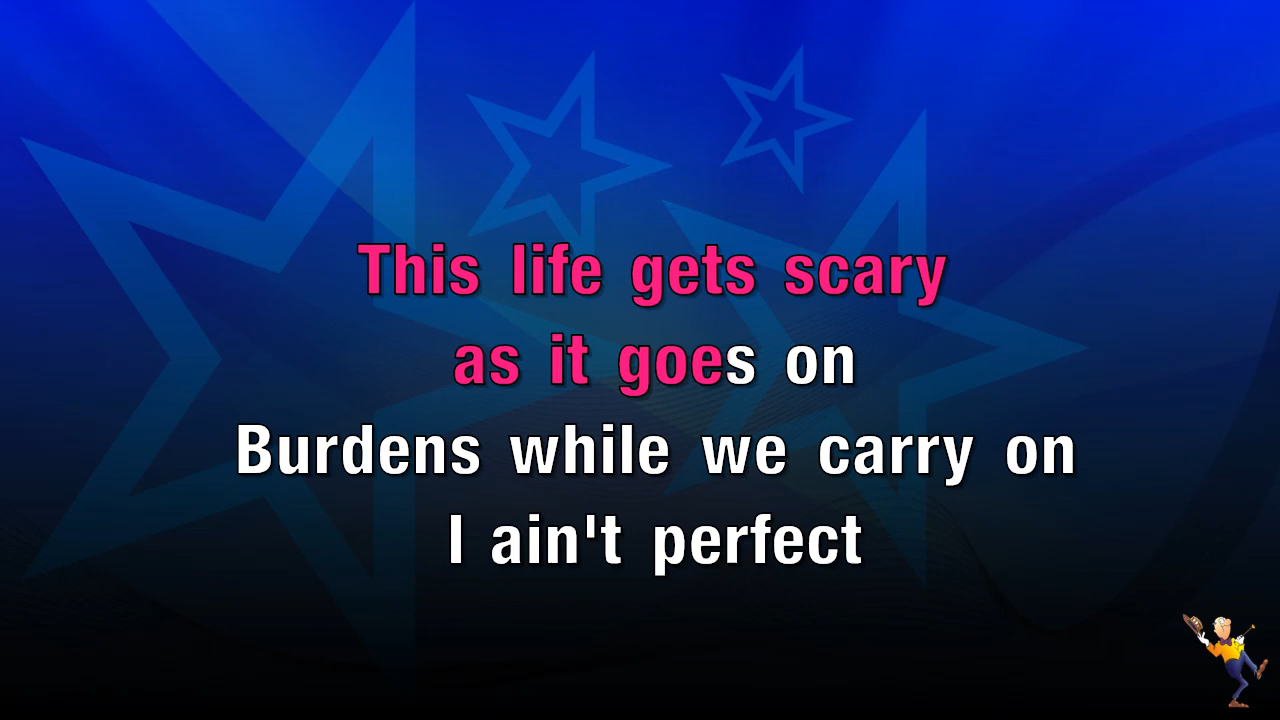 This life gets scary
as it goes on
Burdens while we carry on
I ain't perfect